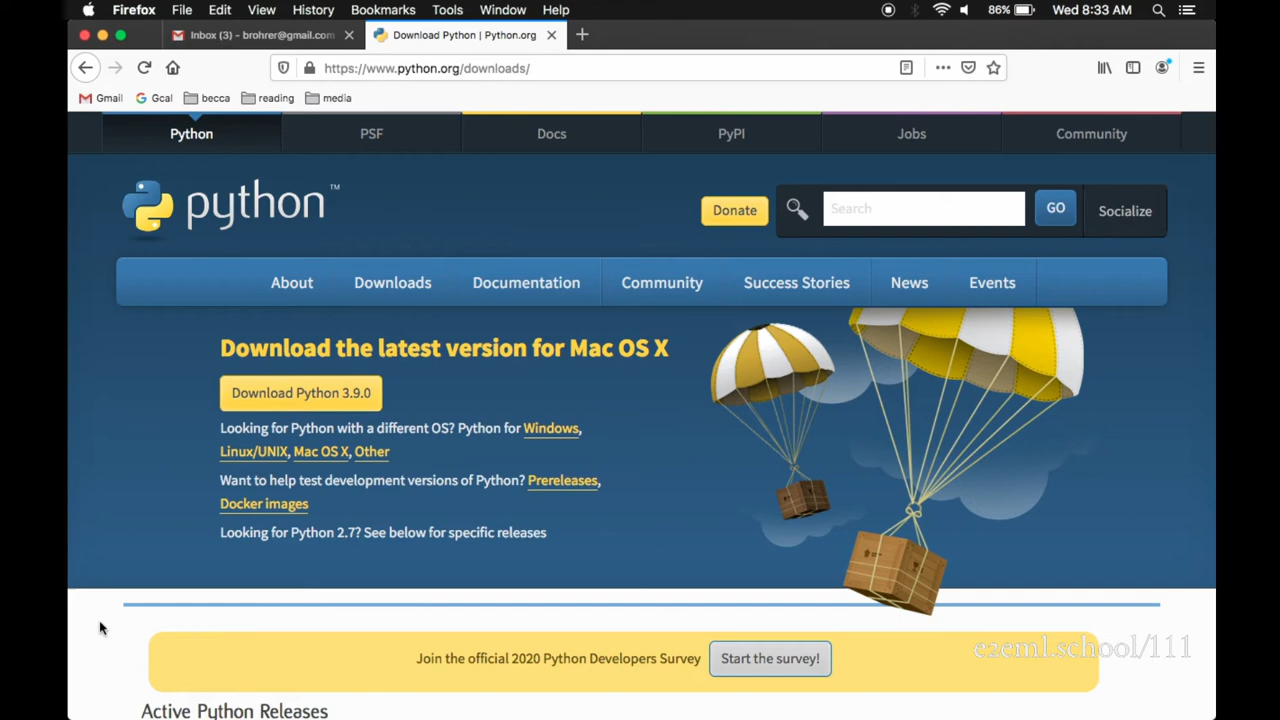 Firefox File Edit View History Bookmarks Tools Window Help 86% Wed 8:33 AM
Inbox (3) - brohrer@gmail.com
Download Python | Python.org
https://www.python.org/downloads/
Gmail Gcal becca reading media
Python PSF Docs PyPI Jobs Community
python™
Donate Search GO Socialize
About Downloads Documentation Community Success Stories News Events
Download the latest version for Mac OS X
Download Python 3.9.0
Looking for Python with a different OS? Python for Windows,
Linux/UNIX, Mac OS X, Other
Want to help test development versions of Python? Prereleases,
Docker images
Looking for Python 2.7? See below for specific releases
e2eml.school/111
Join the official 2020 Python Developers Survey Start the survey!
Active Python Releases